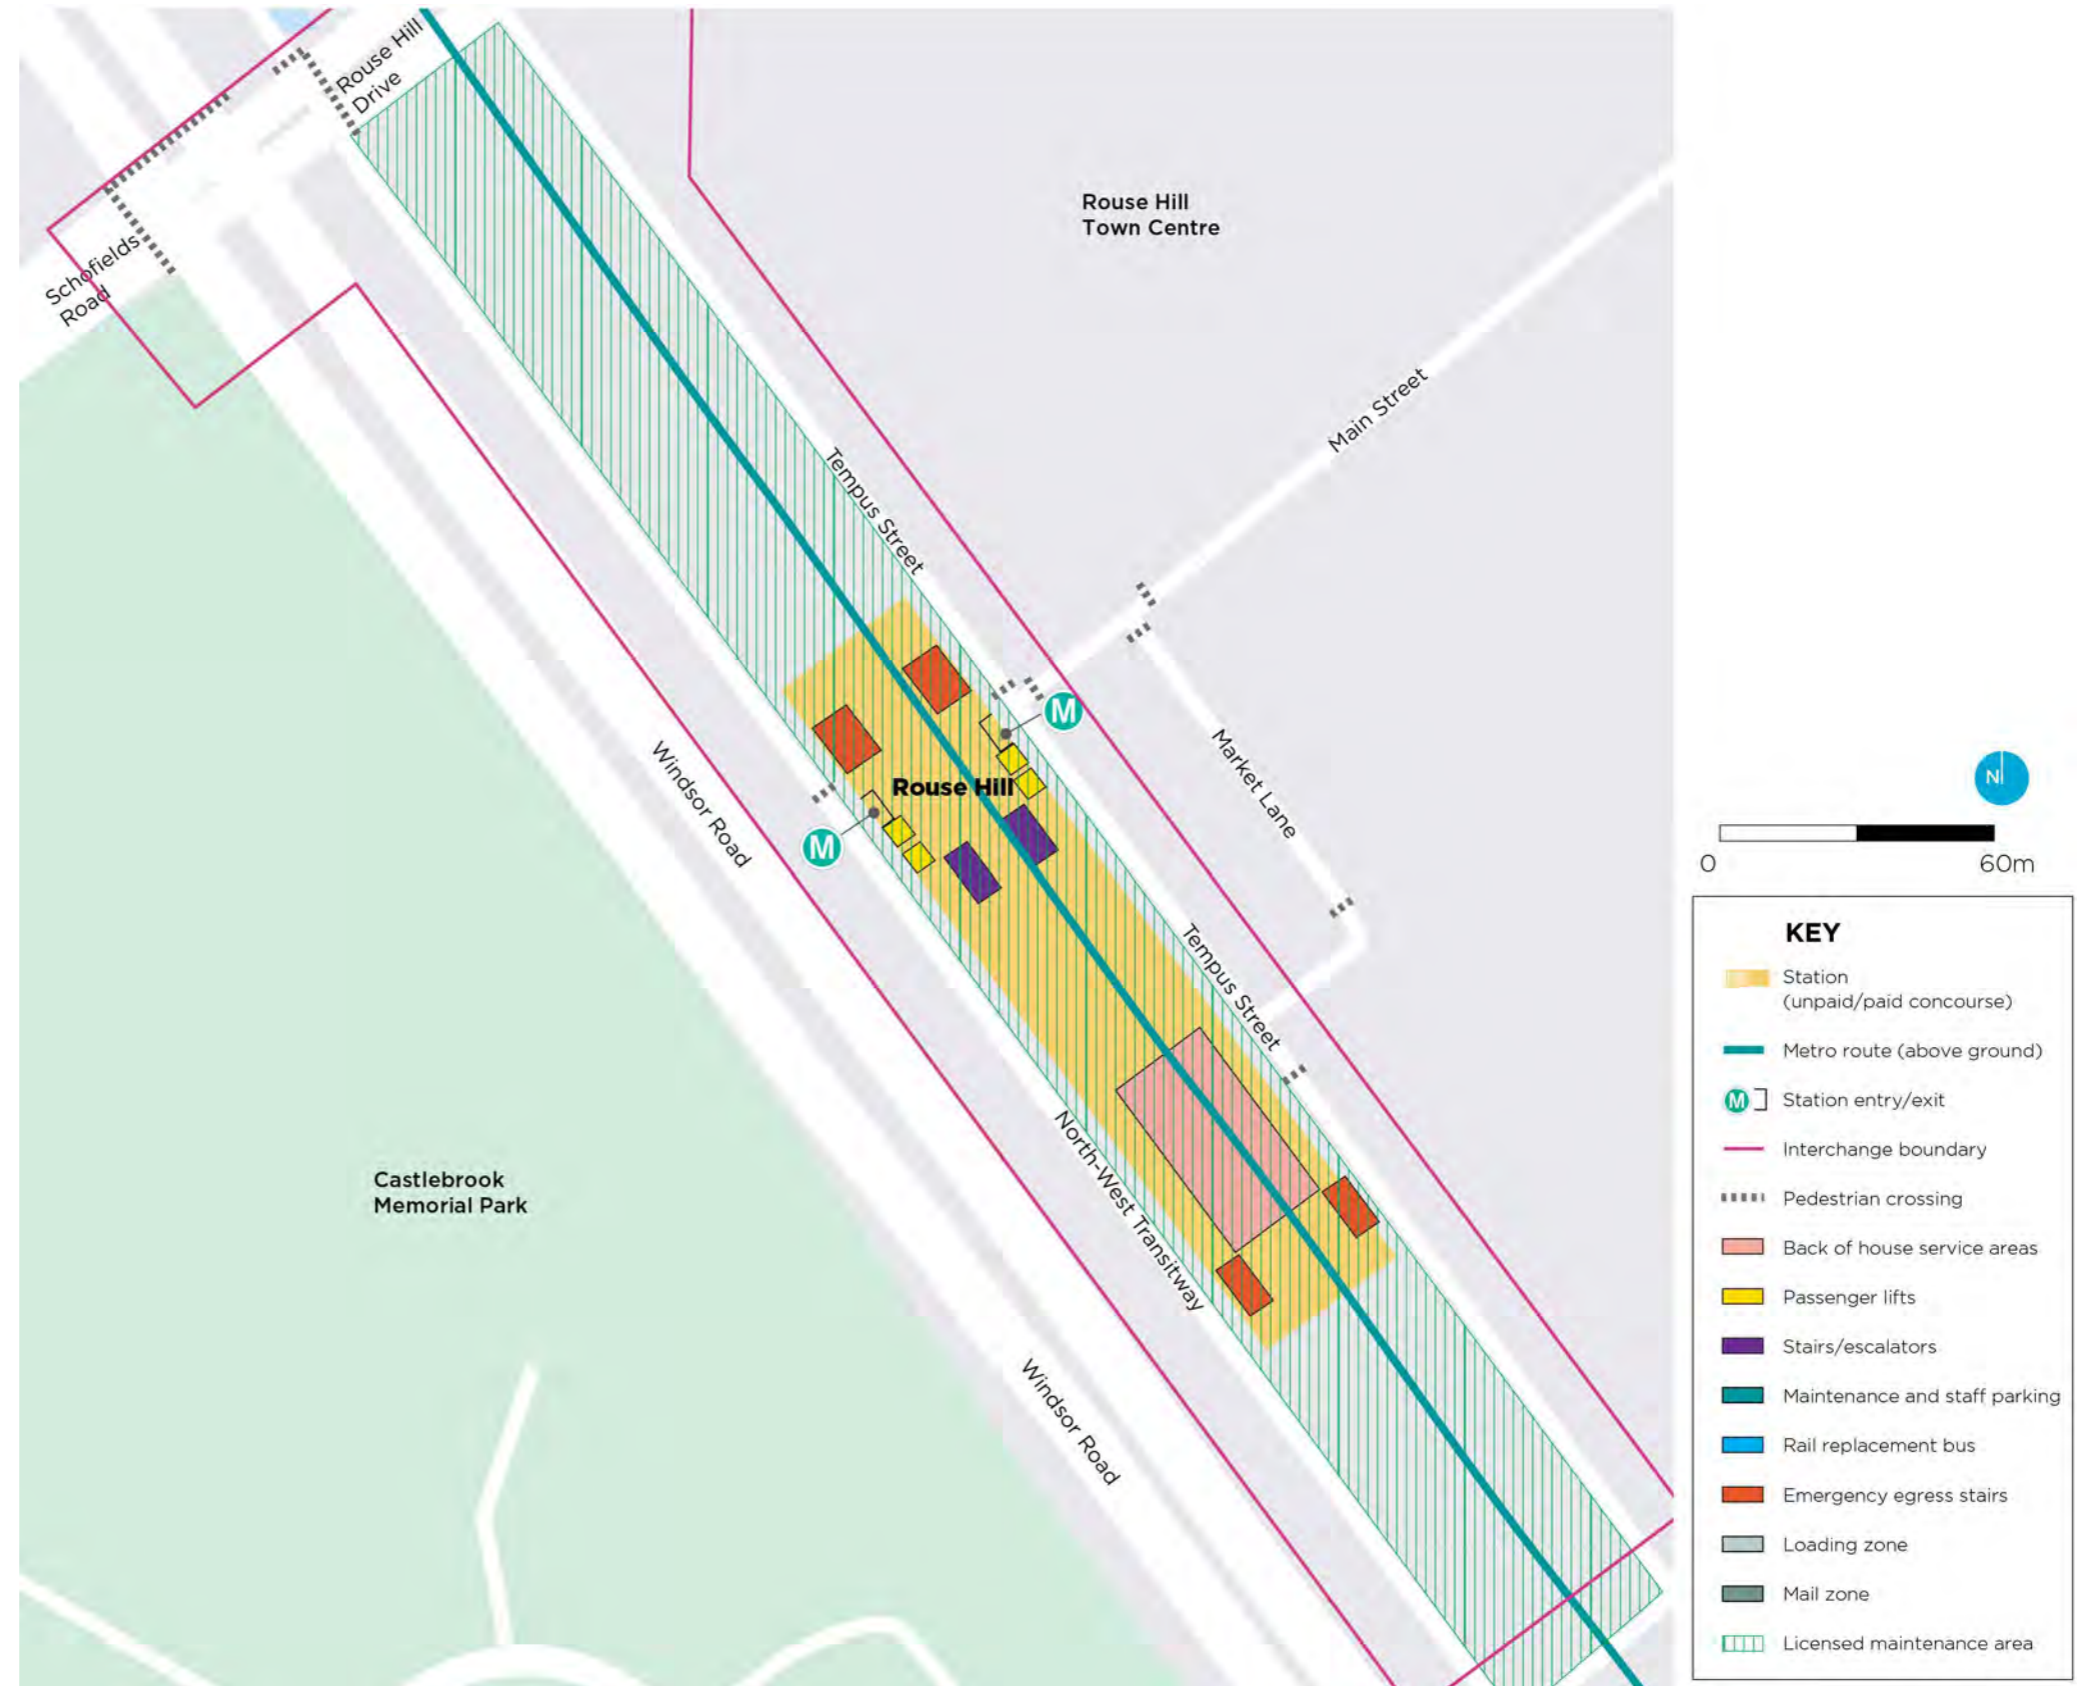 Rouse Hill
Drive
Schofields
Road
Rouse Hill
Town Centre
Main Street
Tempus Street
M
Market Lane
Rouse Hill
M
Windsor Road
Tempus Street
North-West Transitway
Castlebrook
Memorial Park
Windsor Road
N
0 60m
KEY
Station
(unpaid/paid concourse)
Metro route (above ground)
M Station entry/exit
Interchange boundary
Pedestrian crossing
Back of house service areas
Passenger lifts
Stairs/escalators
Maintenance and staff parking
Rail replacement bus
Emergency egress stairs
Loading zone
Mail zone
Licensed maintenance area